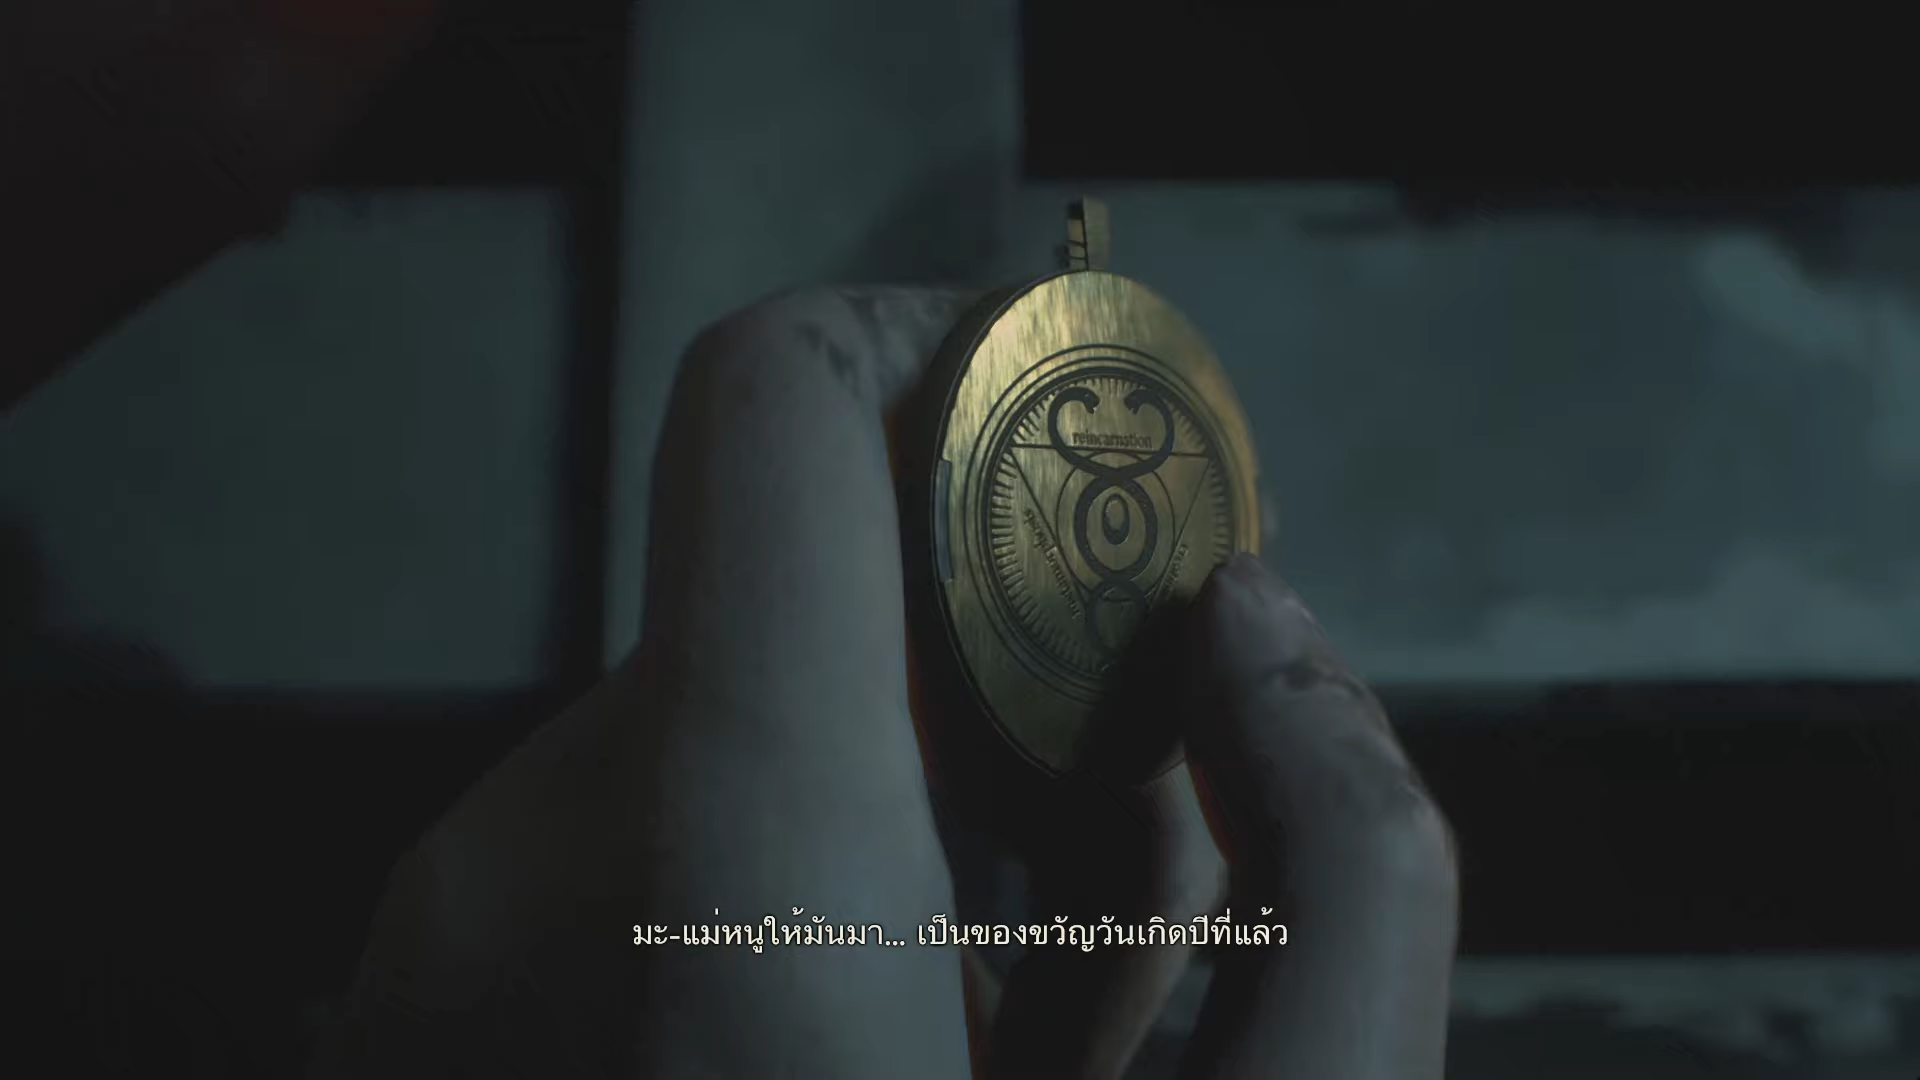 reincarnation
มะ-แม่หนูให้มันมา... เป็นของขวัญวันเกิดปีที่แล้ว